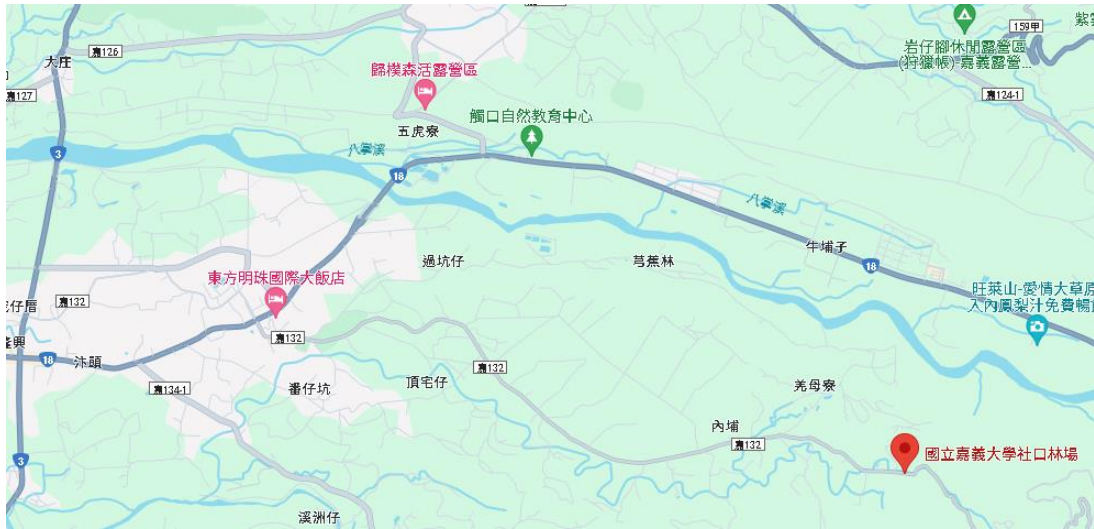 159甲
紫雲
嘉126
大庄
岩仔腳休閒露營區
(狩獵帳)-嘉義露營...
歸樸森活露營區
嘉127
嘉124-1
觸口自然教育中心
五虎寮
八掌溪
3
18
八掌溪
牛埔子
過坑仔
芎蕉林
18
東方明珠國際大飯店
旺萊山-愛情大草原
入內鳳梨汁免費暢飲
嘉132
隆興
嘉132
18
汴頭
嘉132
頂宅仔
嘉134-1
番仔坑
羌母寮
內埔
嘉132
國立嘉義大學社口林場
3
溪洲仔